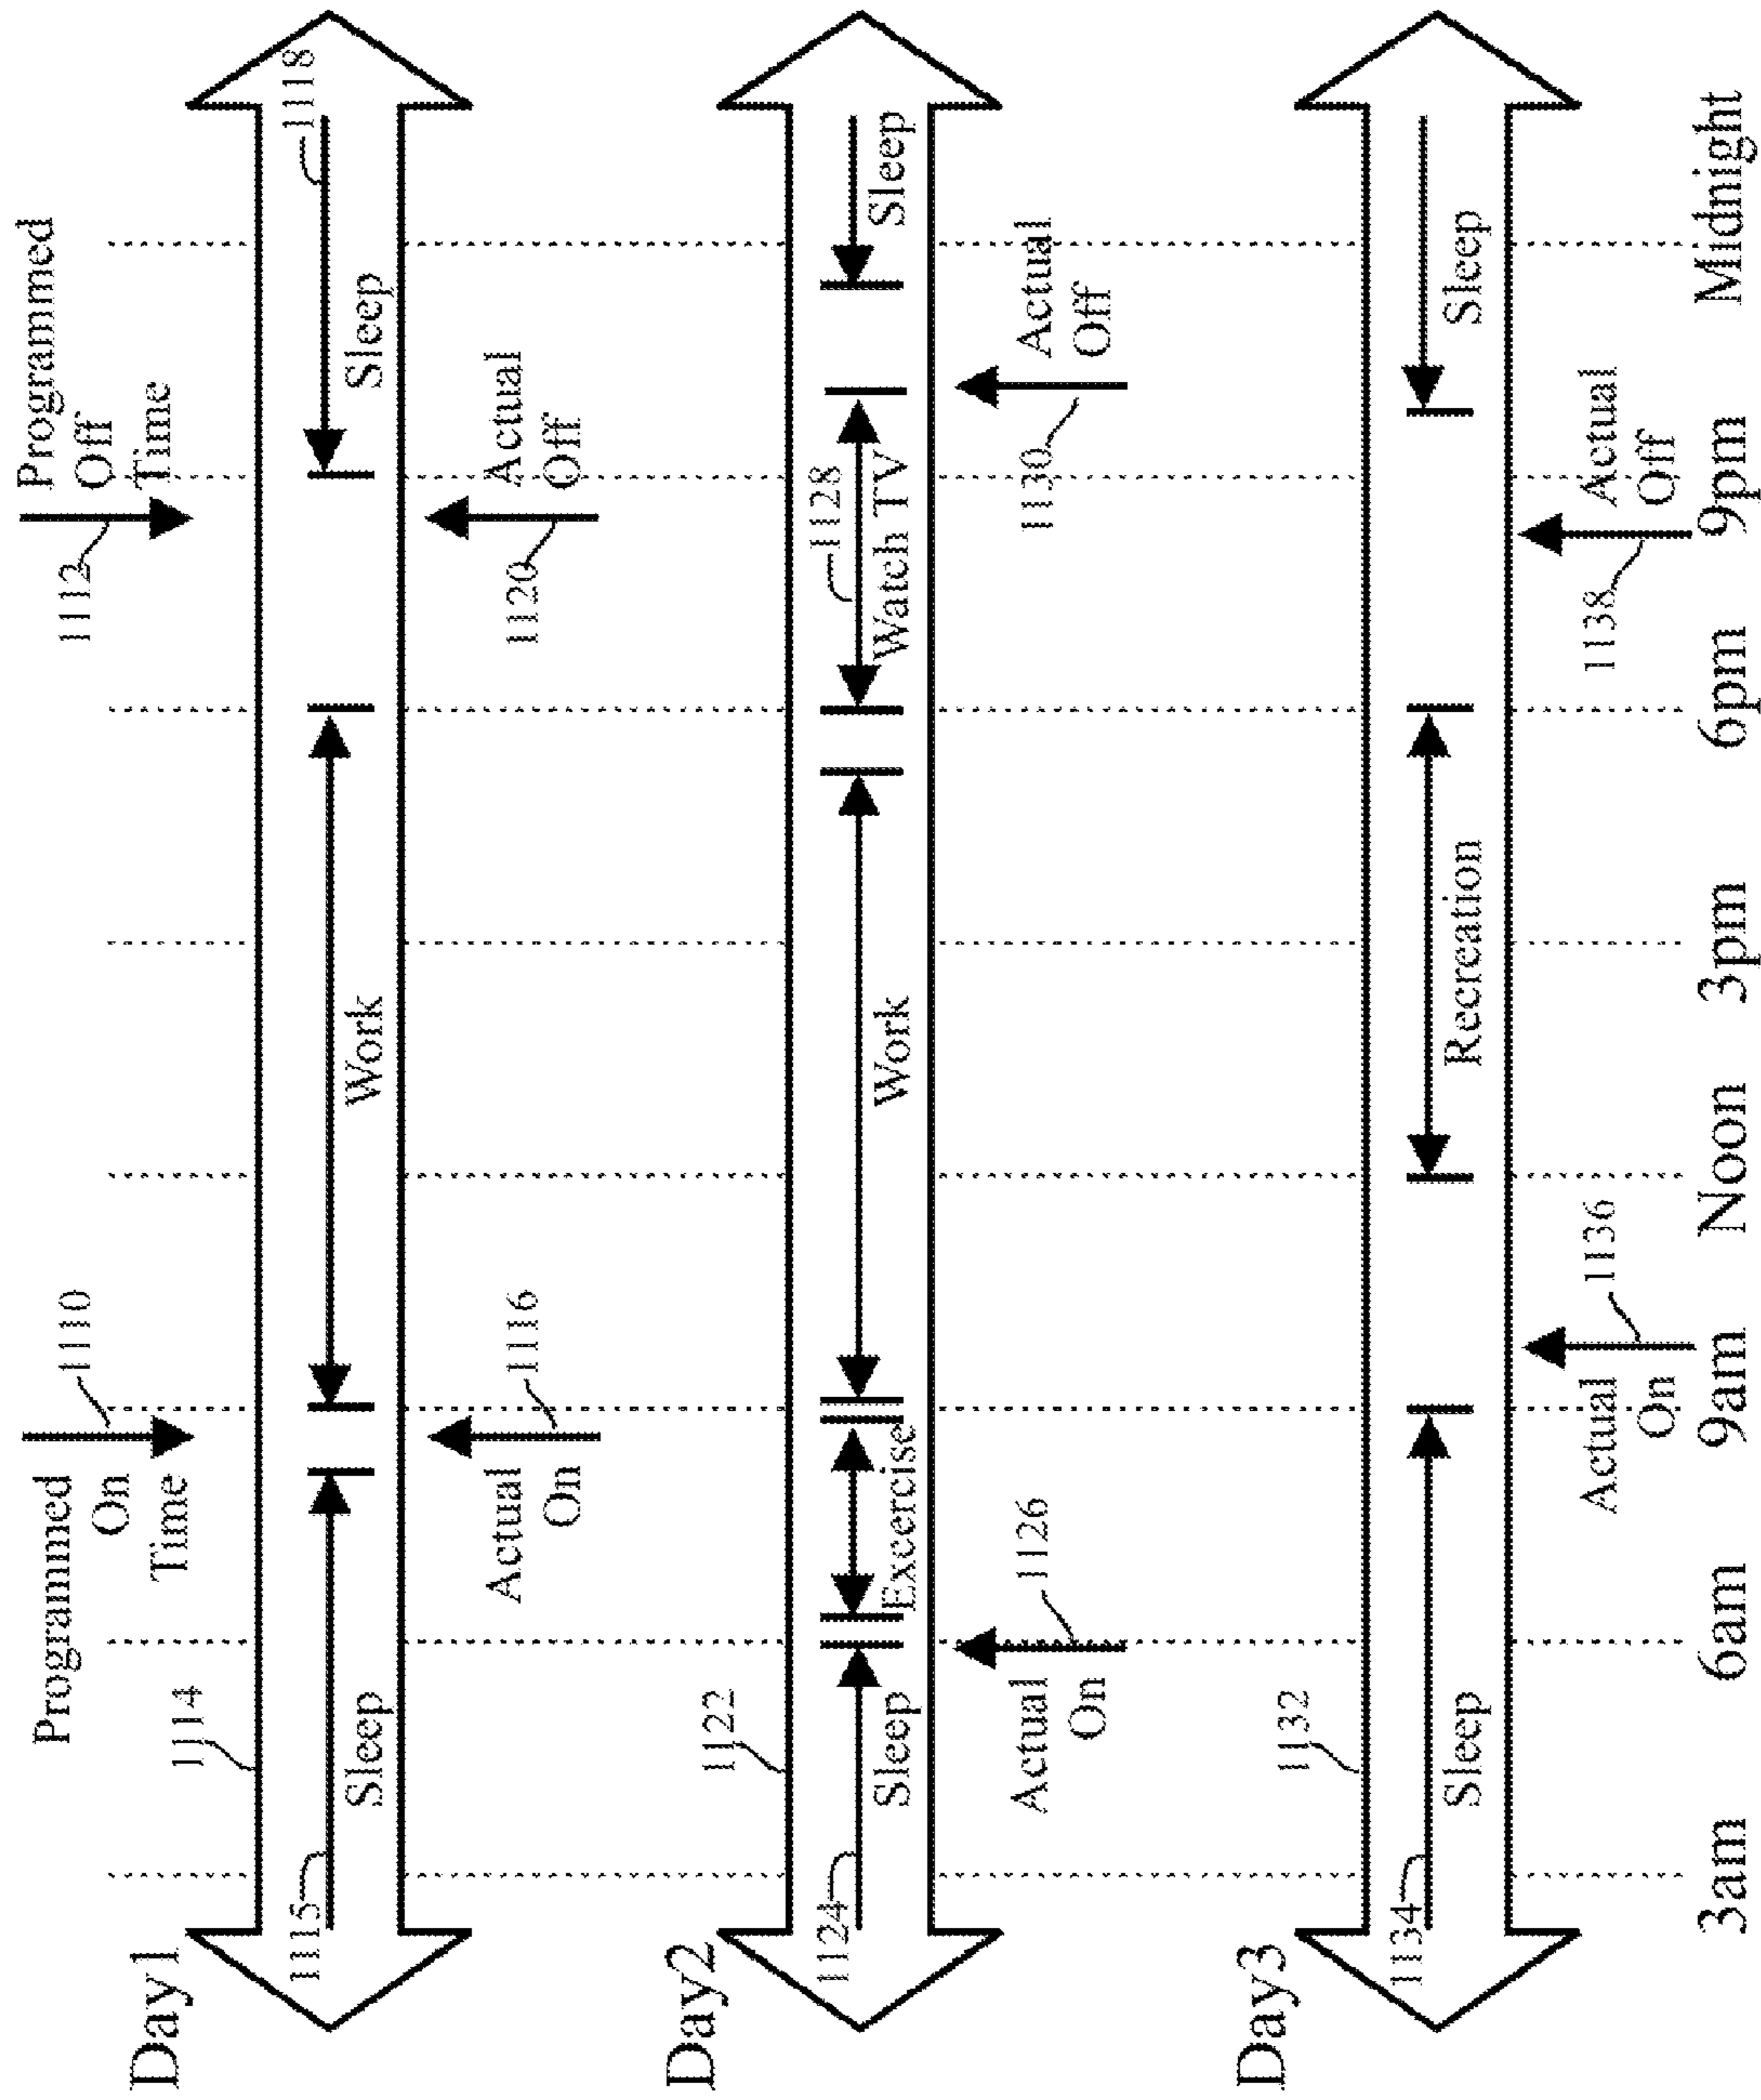 Programmed
On
Time
1110
1112
Programmed
Off
Time
Day1
1114
1115
Sleep
Work
Sleep
1118
Actual
On
1116
1120
Actual
Off
Day2
1122
1124
Sleep
Excercise
Work
1128
Watch TV
Sleep
Actual
On
1126
1130
Actual
Off
Day3
1132
1134
Sleep
Recreation
Sleep
Actual
On
1136
1138
Actual
Off
3am 6am 9am Noon 3pm 6pm 9pm Midnight